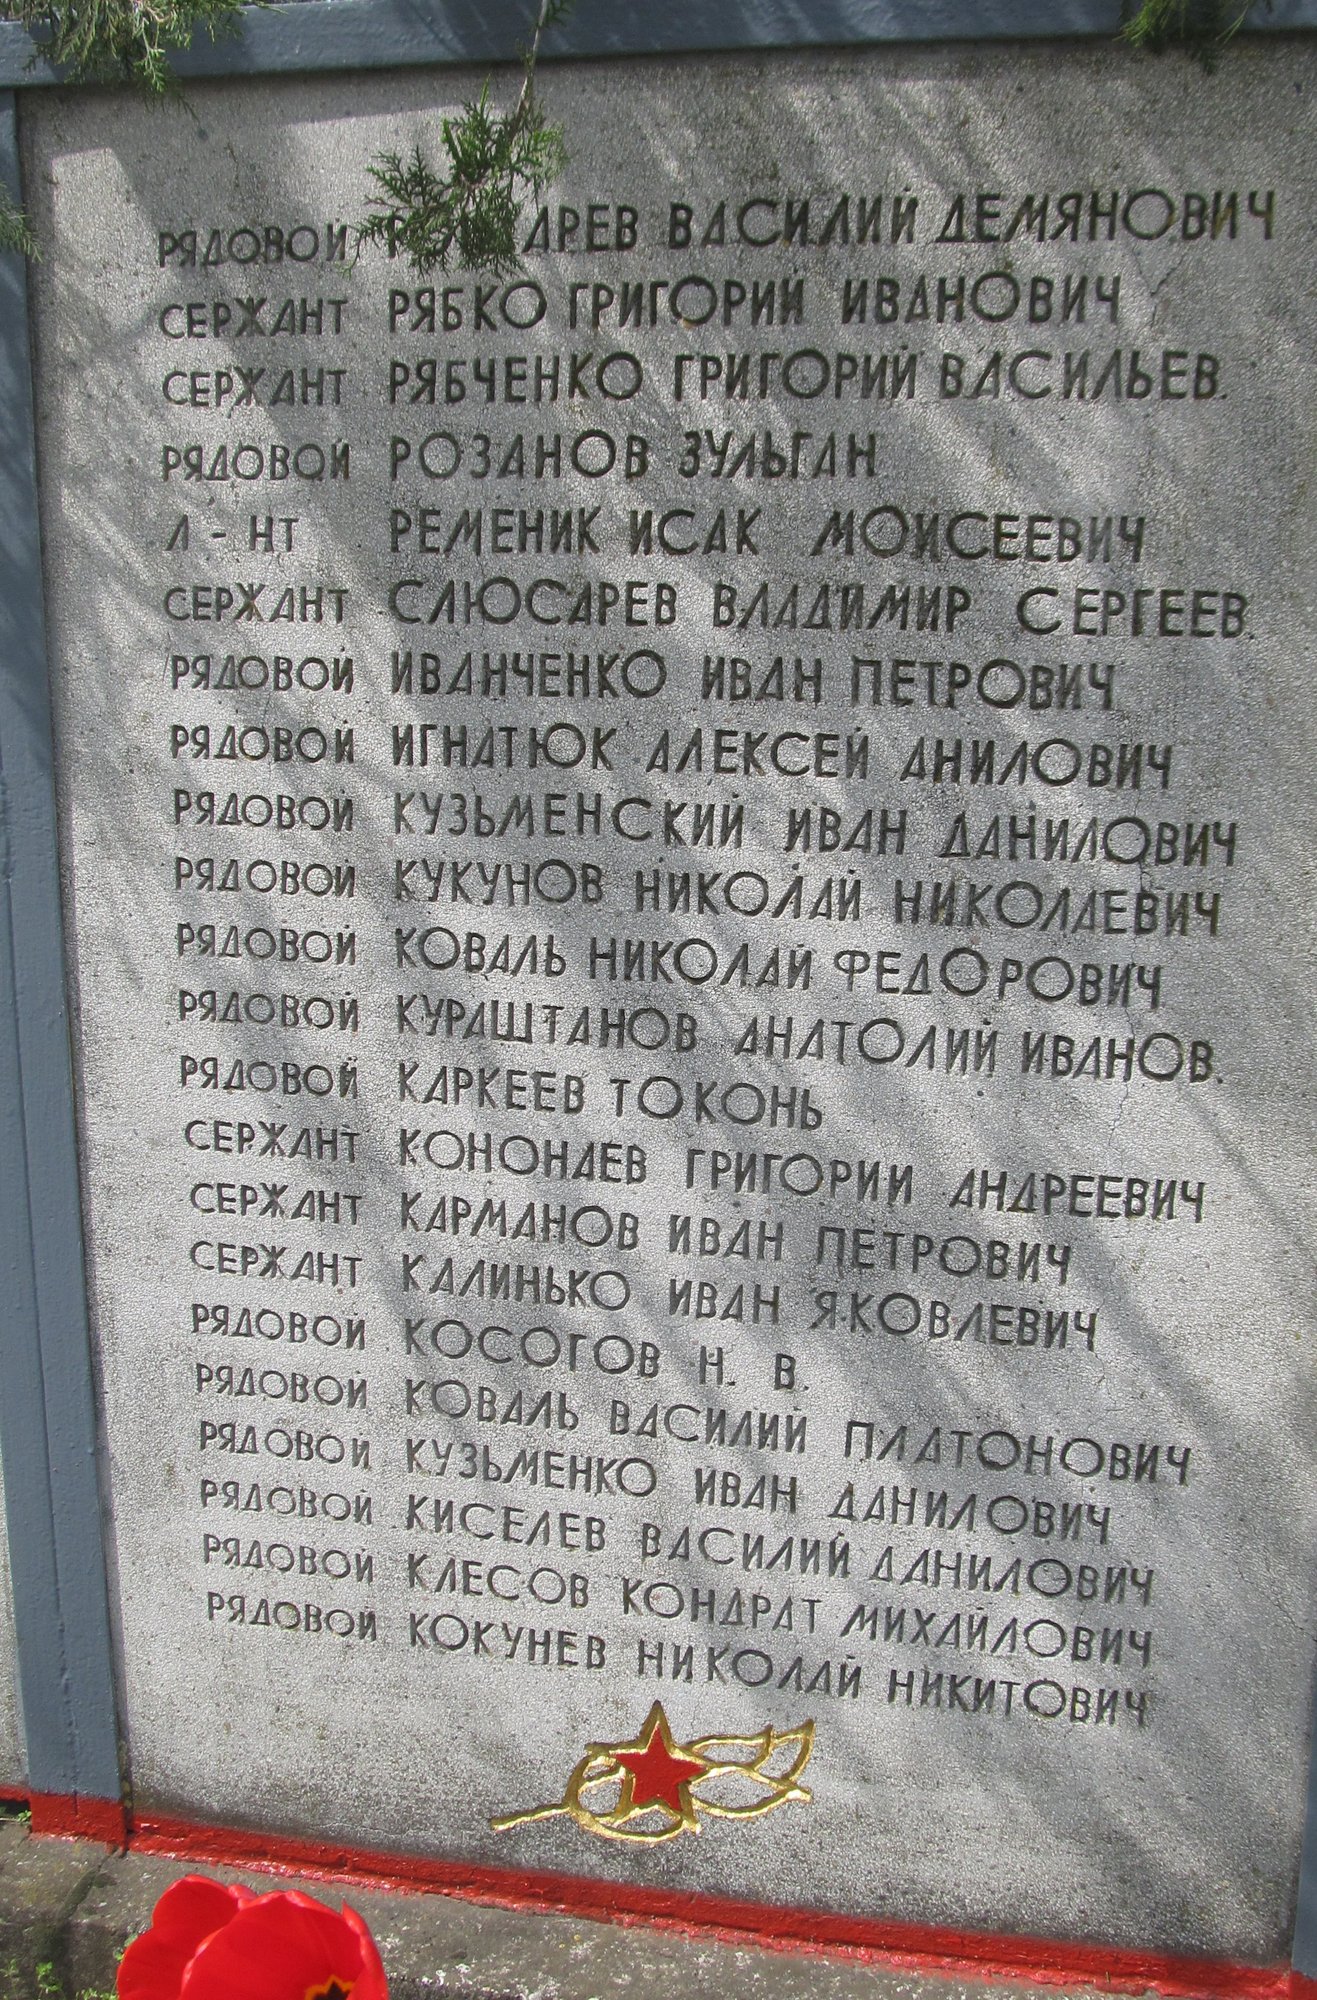 РЯДОВОЙ ВАСИЛИЙ ДЕМЯНОВИЧ
СЕРЖАНТ РЯБКО ГРИГОРИЙ ИВАНОВИЧ
СЕРЖАНТ РЯБЧЕНКО ГРИГОРИЙ ВАСИЛЬЕВ.
РЯДОВОЙ РОЗАНОВ ЗУЛЬГАН
Л - НТ РЕМЕНИК ИСАК МОИСЕЕВИЧ
СЕРЖАНТ СЛЮСАРЕВ ВЛАДИМИР СЕРГЕЕВ.
РЯДОВОЙ ИВАНЧЕНКО ИВАН ПЕТРОВИЧ
РЯДОВОЙ ИГНАТЮК АЛЕКСЕЙ АНИЛОВИЧ
РЯДОВОЙ КУЗЬМЕНСКИЙ ИВАН ДАНИЛОВИЧ
РЯДОВОЙ КУКУНОВ НИКОЛАЙ НИКОЛАЕВИЧ
РЯДОВОЙ КОВАЛЬ НИКОЛАЙ ФЕДОРОВИЧ
РЯДОВОЙ КУРАШТАНОВ АНАТОЛИЙ ИВАНОВ.
РЯДОВОЙ КАРКЕЕВ ТОКОНЬ
СЕРЖАНТ КОНОНАЕВ ГРИГОРИИ АНДРЕЕВИЧ
СЕРЖАНТ КАРМАНОВ ИВАН ПЕТРОВИЧ
СЕРЖАНТ КАЛИНЬКО ИВАН ЯКОВЛЕВИЧ
РЯДОВОЙ КОСОГОВ Н. В.
РЯДОВОЙ КОВАЛЬ ВАСИЛИЙ ПЛАТОНОВИЧ
РЯДОВОЙ КУЗЬМЕНКО ИВАН ДАНИЛОВИЧ
РЯДОВОЙ КИСЕЛЕВ ВАСИЛИЙ ДАНИЛОВИЧ
РЯДОВОЙ КЛЕСОВ КОНДРАТ МИХАЙЛОВИЧ
РЯДОВОЙ КОКУНЕВ НИКОЛАЙ НИКИТОВИЧ